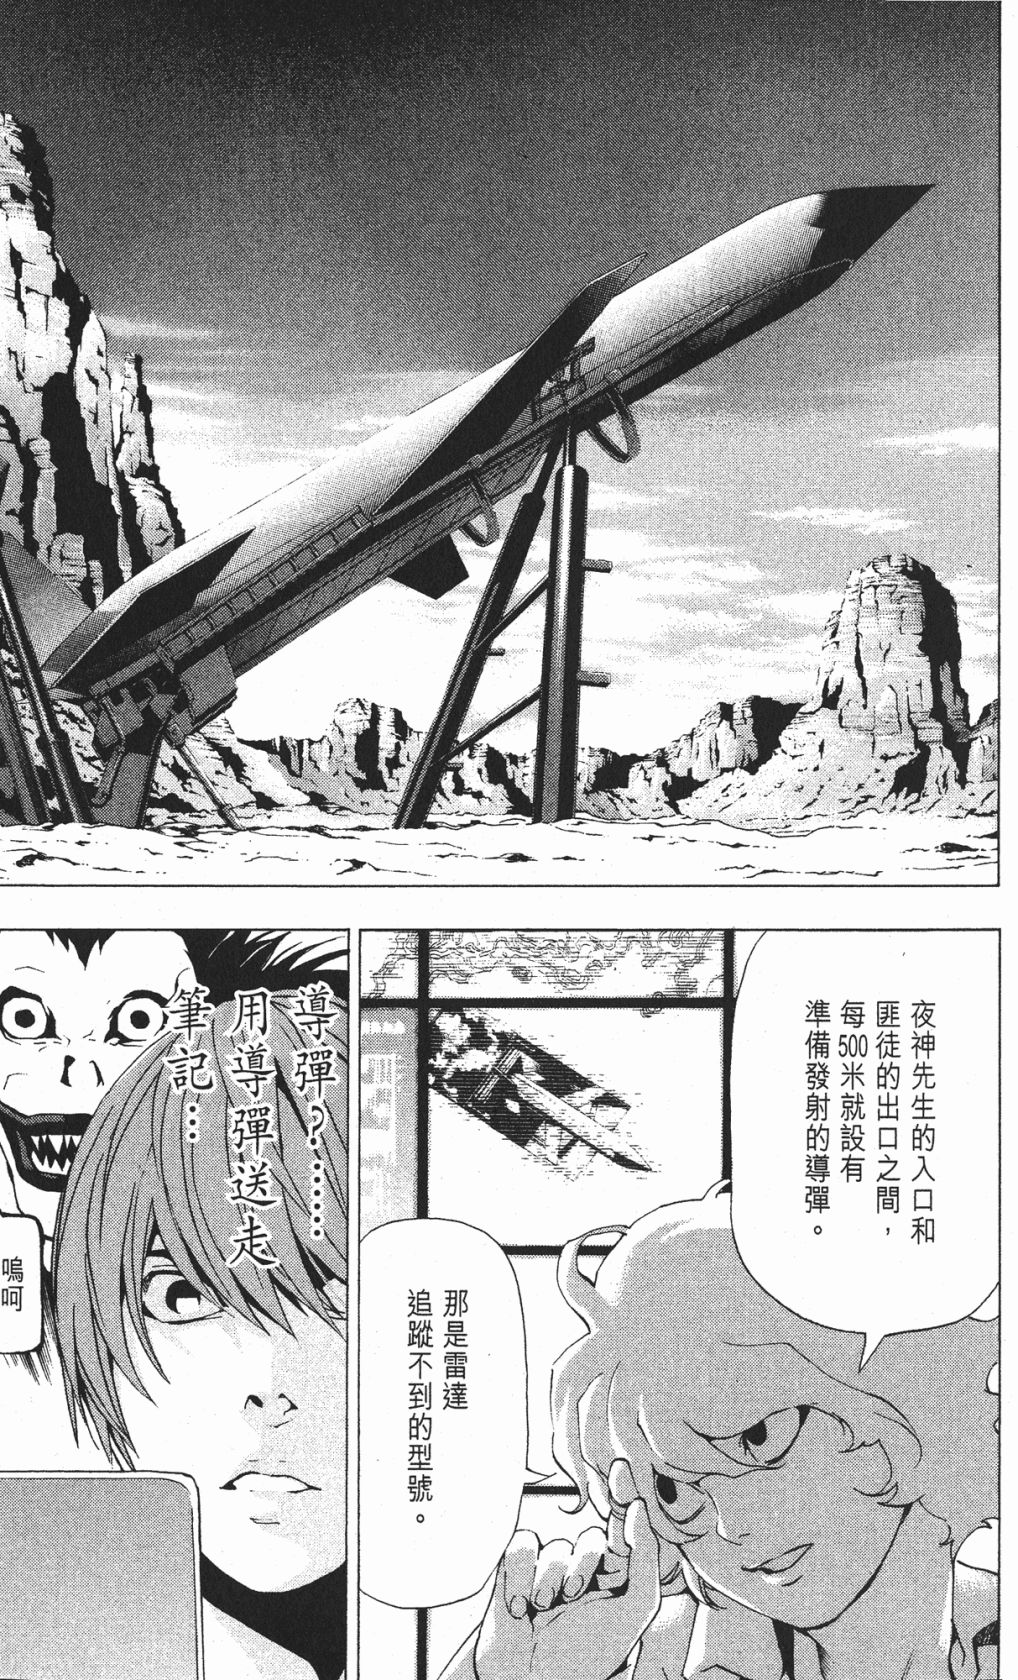 夜神先生的入口和
匪徒的出口之間，
每500米就設有
準備發射的導彈。
那是雷達
追蹤不到的型號。
導彈？……
用導彈送走
筆記…
嗚呵